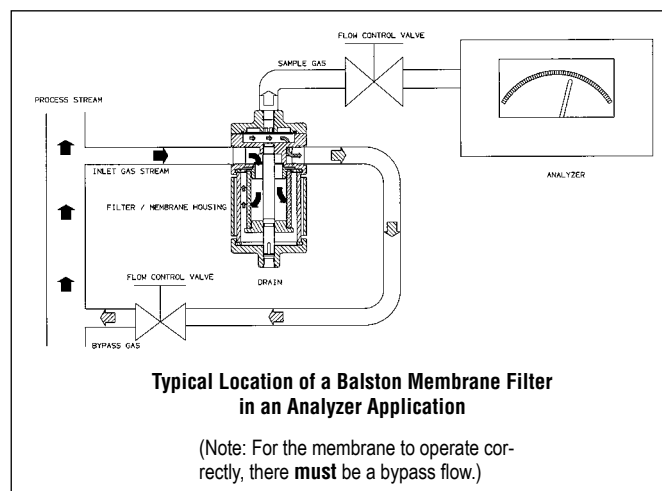 FLOW CONTROL VALVE
SAMPLE GAS
PROCESS STREAM
INLET GAS STREAM
ANALYZER
FILTER / MEMBRANE HOUSING
FLOW CONTROL VALVE
DRAIN
BYPASS GAS
Typical Location of a Balston Membrane Filter
in an Analyzer Application
(Note: For the membrane to operate cor-
rectly, there must be a bypass flow.)